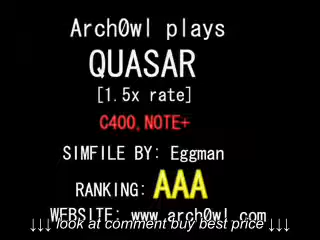 Arch0wl plays
QUASAR
[1.5x rate]
C400,NOTE+
SIMFILE BY: Eggman
RANKING: AAA
WEBSITE: www.arch0wl.com
↓↓↓ look at comment buy best price ↓↓↓